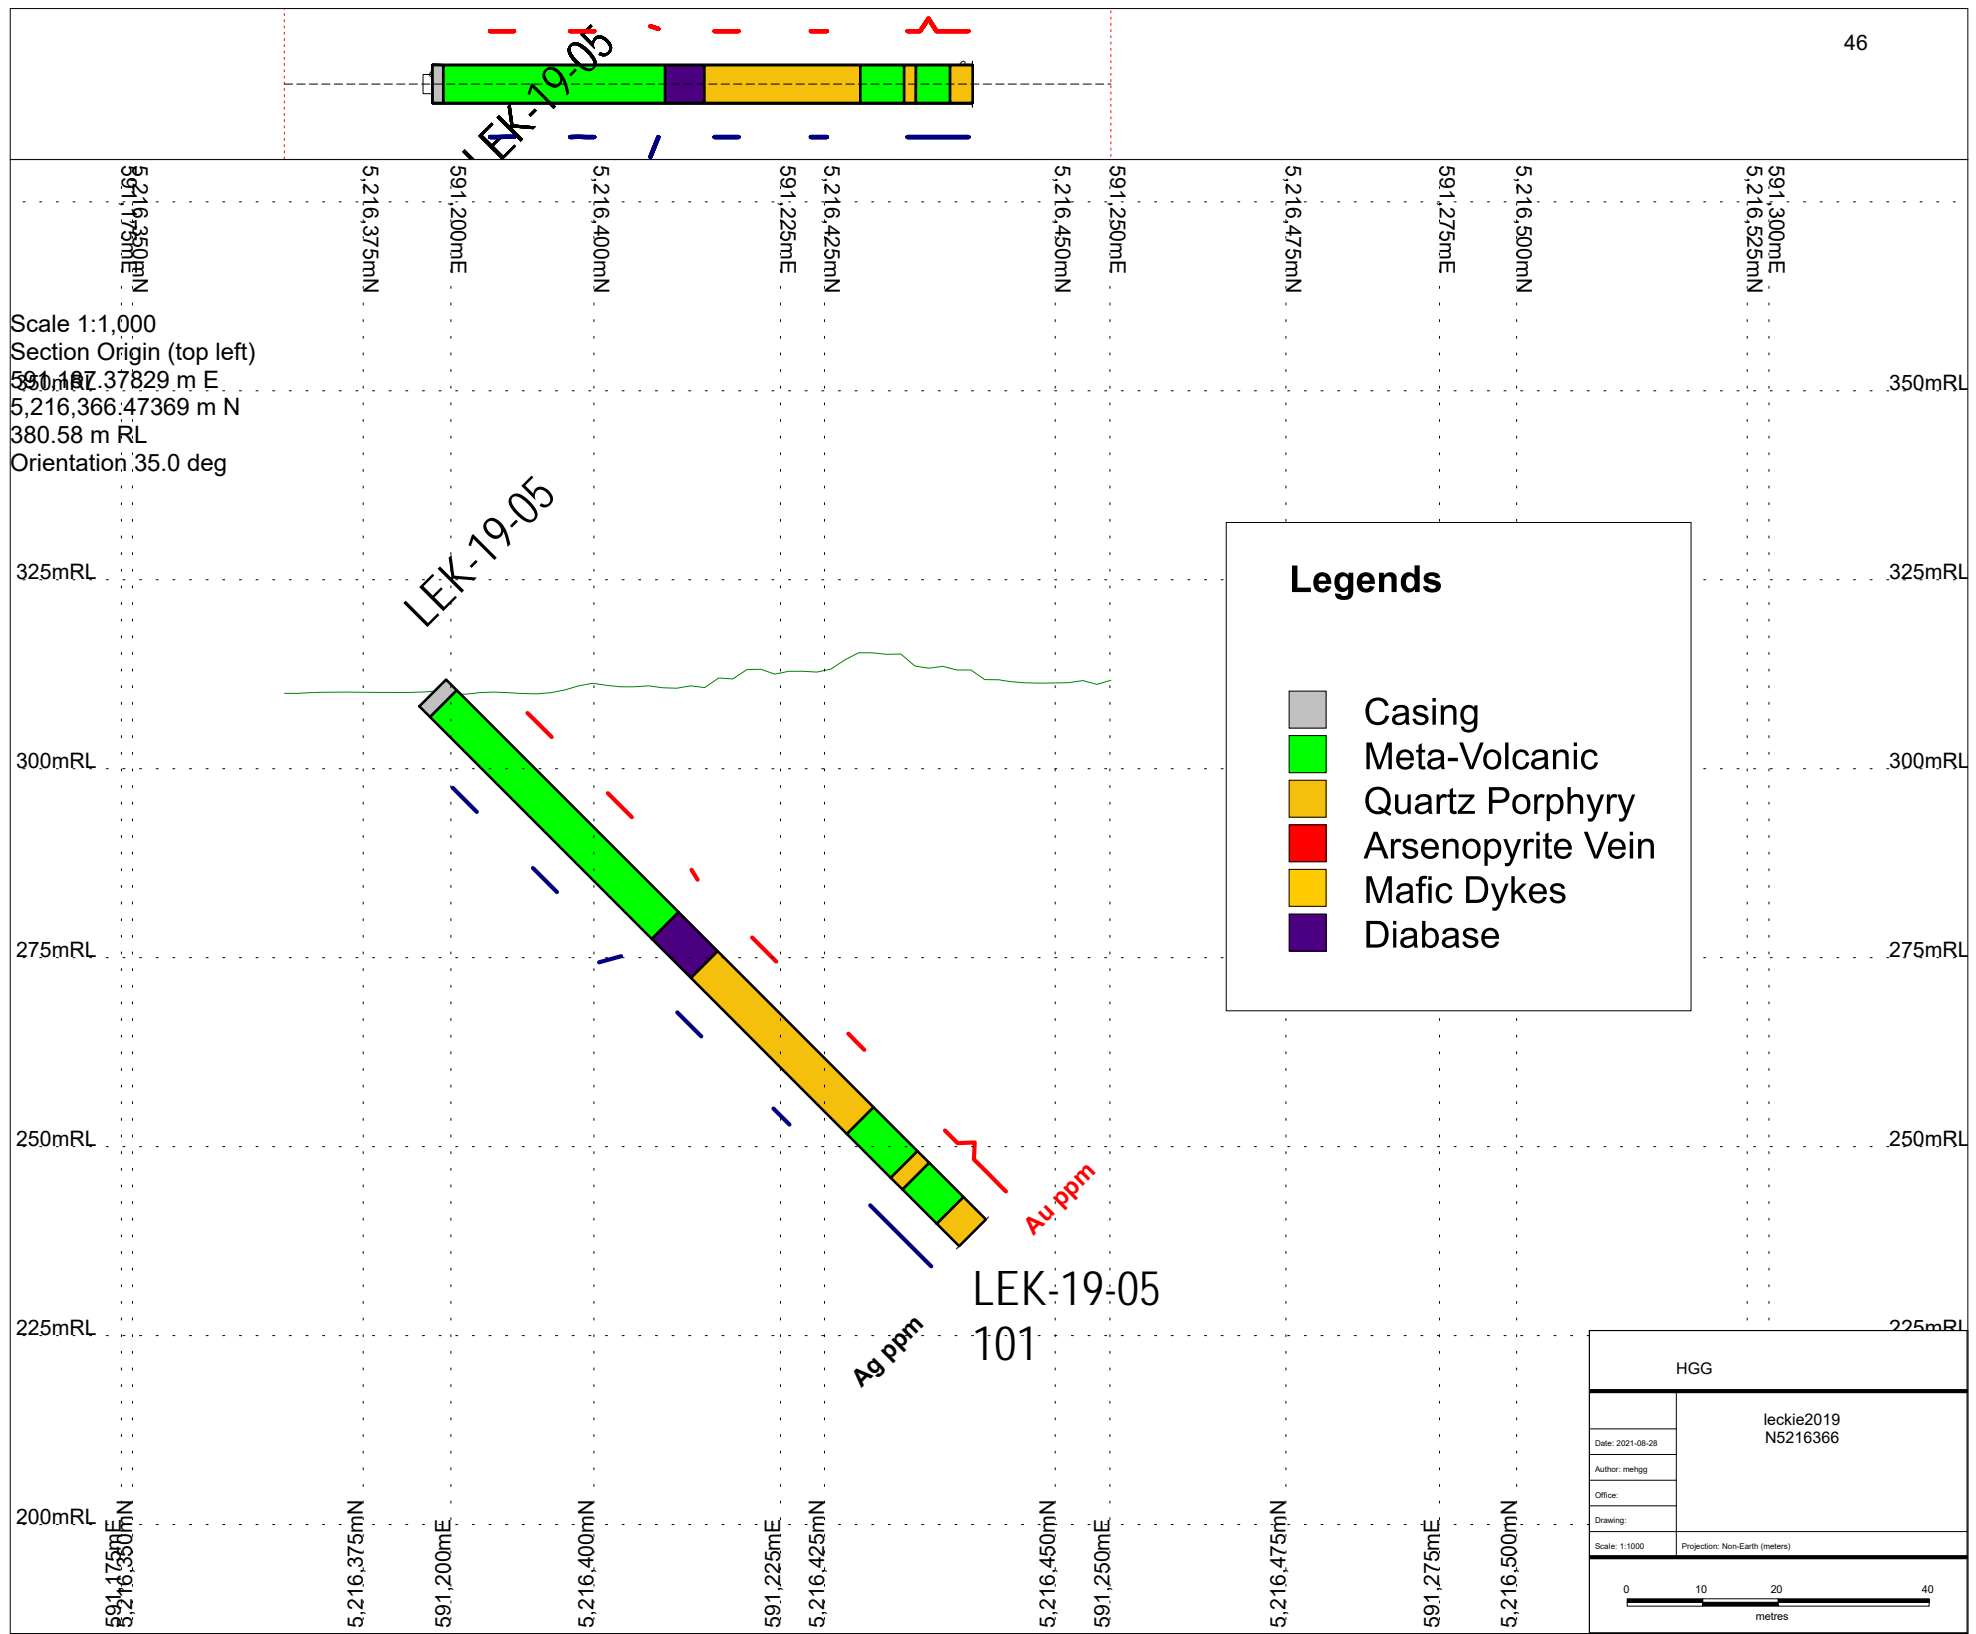 46
LEK-19-05
591,175mE
5,216,350mN
5,216,375mN
591,200mE
5,216,400mN
591,225mE
5,216,425mN
5,216,450mN
591,250mE
5,216,475mN
591,275mE
5,216,500mN
5,216,525mN
591,300mE
Scale 1:1,000
Section Origin (top left)
591,187.37829 m E
5,216,366.47369 m N
380.58 m RL
Orientation 35.0 deg
350mRL
350mRL
LEK-19-05
325mRL
325mRL
Legends
Casing
Meta-Volcanic
Quartz Porphyry
Arsenopyrite Vein
Mafic Dykes
Diabase
300mRL
300mRL
275mRL
275mRL
250mRL
250mRL
Au ppm
LEK-19-05
101
Ag ppm
225mRL
225mRL
200mRL
HGG
leckie2019
N5216366
Date: 2021-08-28
Author: mehgg
Office:
Drawing:
Scale: 1:1000
Projection: Non-Earth (meters)
0 10 20 40
metres
591,175mE
5,216,350mN
5,216,375mN
591,200mE
5,216,400mN
591,225mE
5,216,425mN
5,216,450mN
591,250mE
5,216,475mN
591,275mE
5,216,500mN